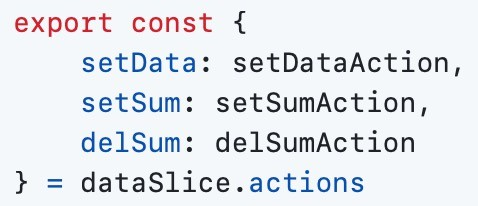 export const {
    setData: setDataAction,
    setSum: setSumAction,
    delSum: delSumAction
} = dataSlice.actions